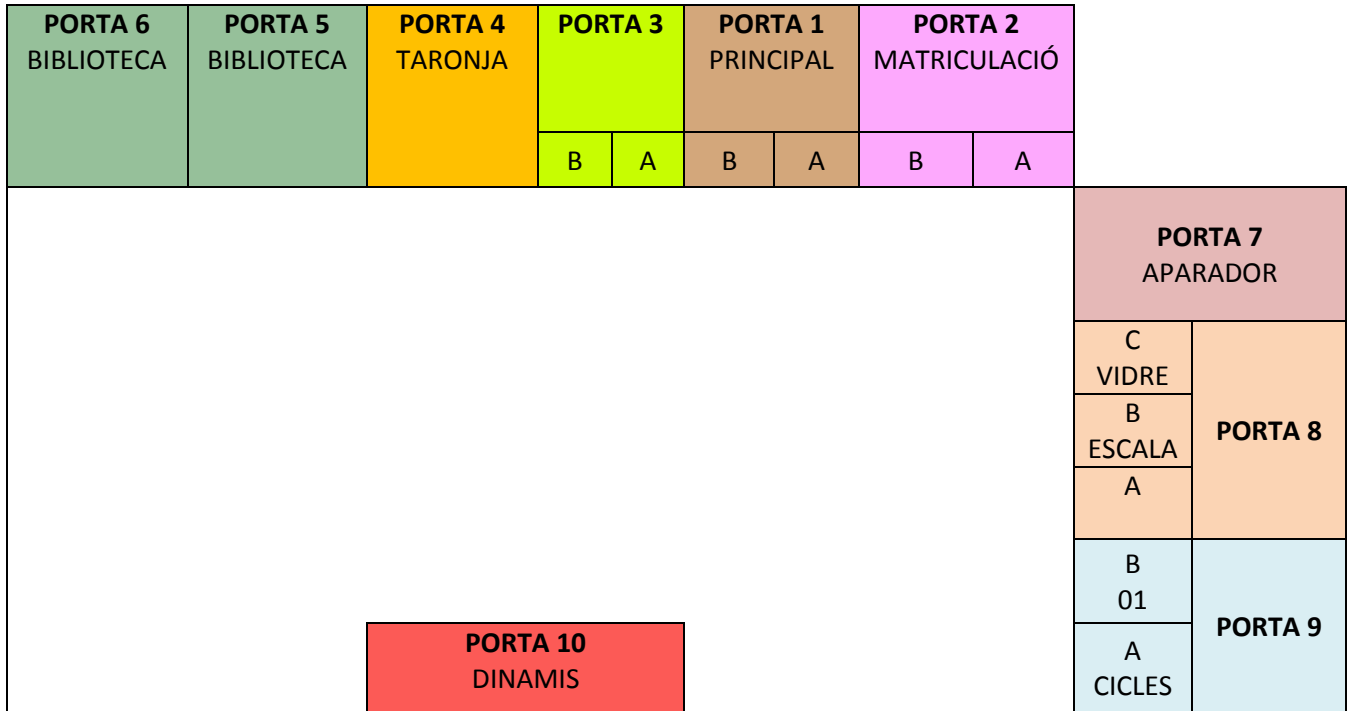 PORTA 6 PORTA 5 PORTA 4 PORTA 3 PORTA 1 PORTA 2
BIBLIOTECA BIBLIOTECA TARONJA PRINCIPAL MATRICULACIÓ
B A B A B A
PORTA 7
APARADOR
C
VIDRE
B
ESCALA
A
PORTA 8
B
01
A
CICLES
PORTA 9
PORTA 10
DINAMIS